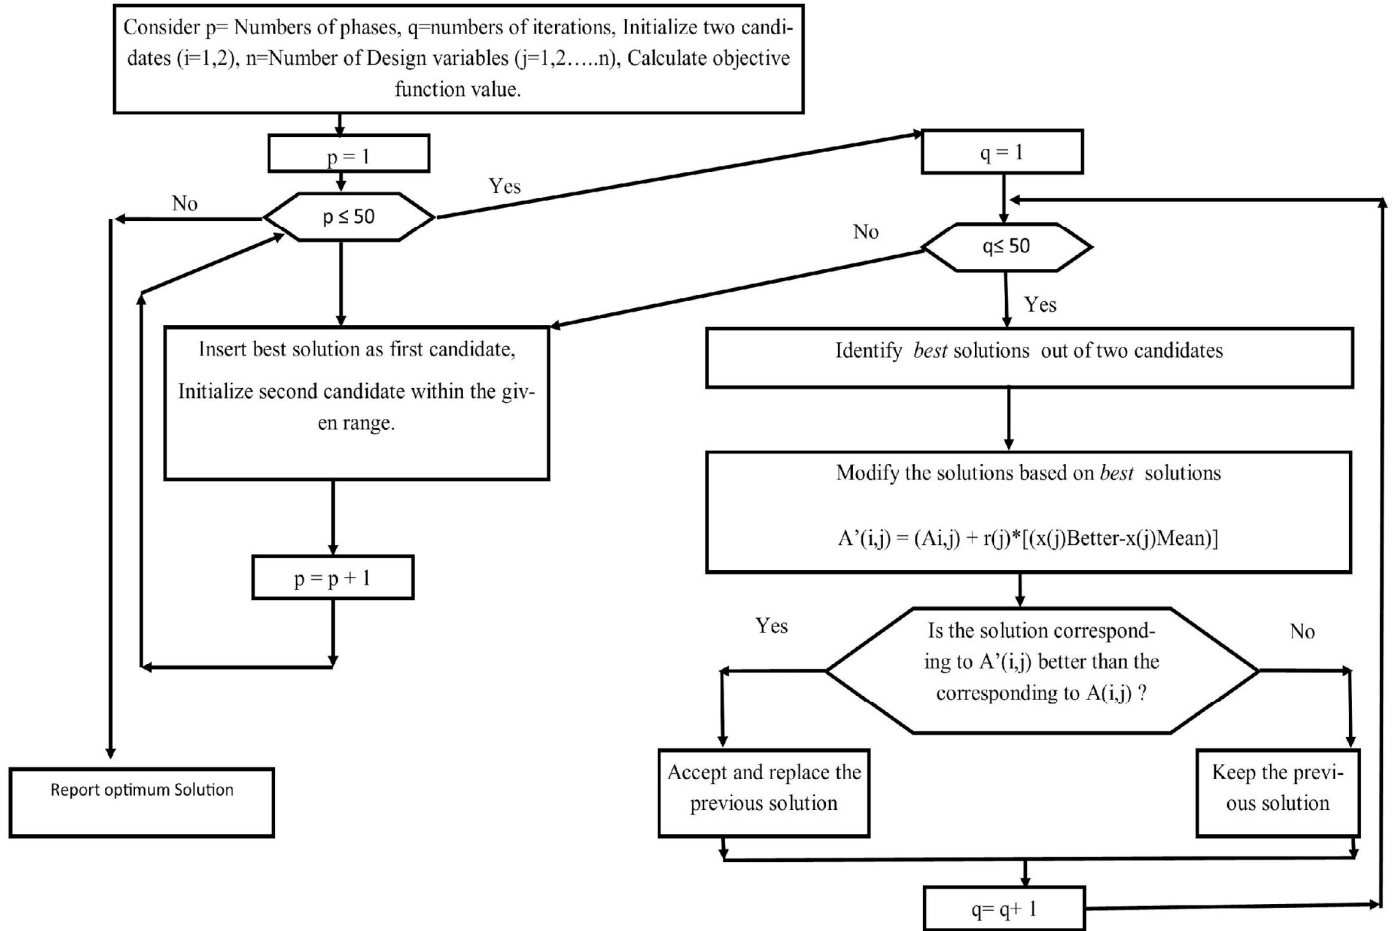 Consider p= Numbers of phases, q=numbers of iterations, Initialize two candi-
dates (i=1,2), n=Number of Design variables (j=1,2…..n), Calculate objective
function value.
p = 1
q = 1
Yes
No
p ≤ 50
No
q≤ 50
Yes
Insert best solution as first candidate,
Initialize second candidate within the giv-
en range.
Identify best solutions out of two candidates
Modify the solutions based on best solutions
A’(i,j) = (Ai,j) + r(j)*[(x(j)Better-x(j)Mean)]
p = p + 1
Yes
Is the solution correspond-
ing to A’(i,j) better than the
corresponding to A(i,j) ?
No
Report optimum Solution
Accept and replace the
previous solution
Keep the previ-
ous solution
q= q+ 1